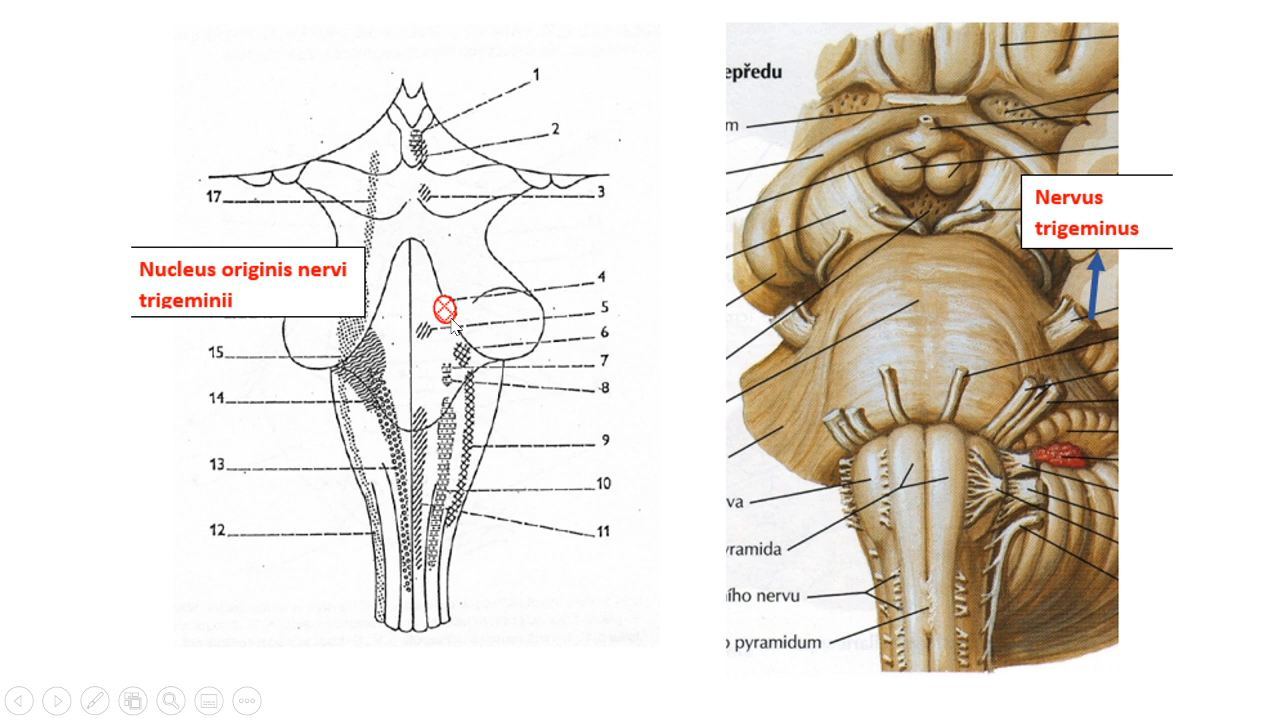 1
2
3
17
Nucleus originis nervi
trigeminii
4
5
6
7
8
15
14
9
13
10
12
11
epředu
m
Nervus
trigeminus
va
yramida
ího nervu
pyramidum